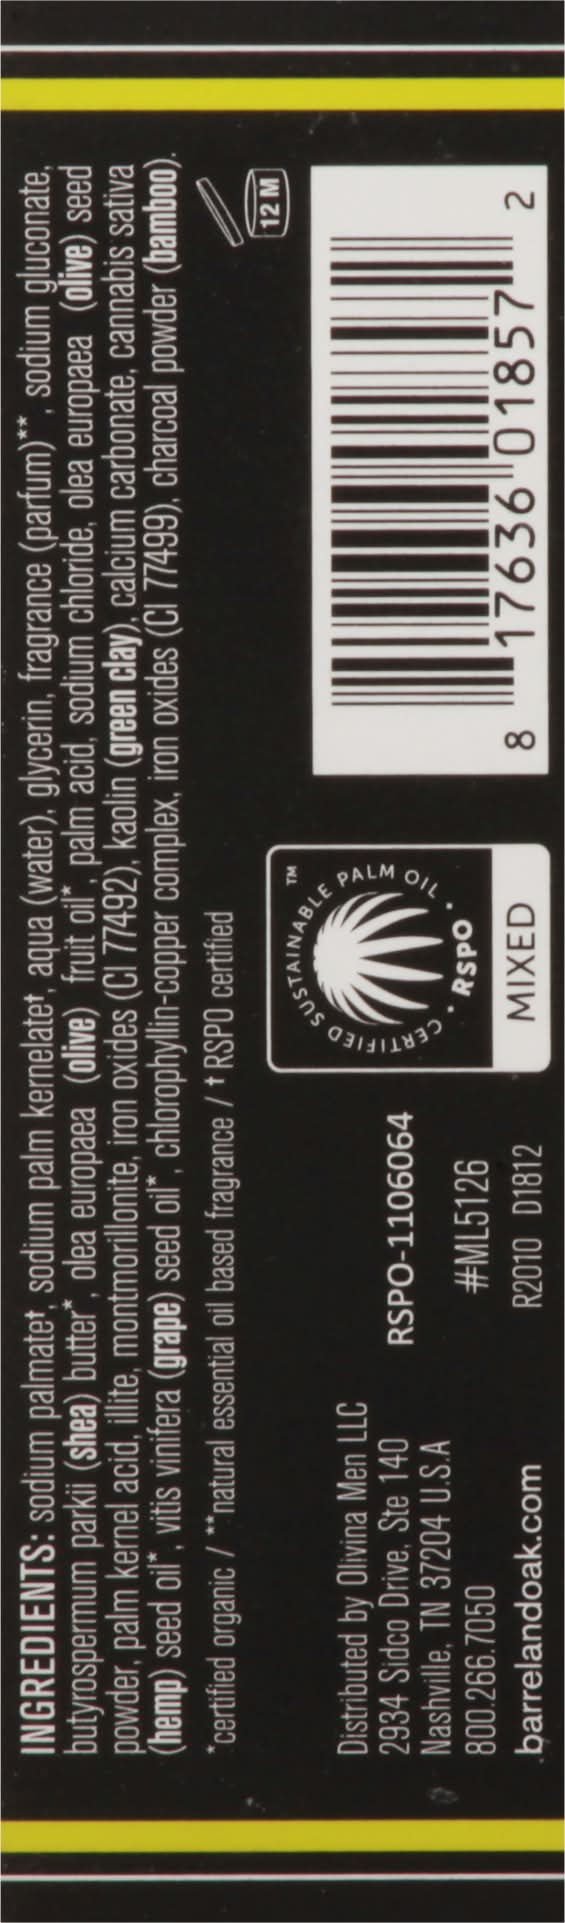 INGREDIENTS: sodium palmate†, sodium palm kernelate†, aqua (water), glycerin, fragrance (parfum)**, sodium gluconate,
butyrospermum parkii (shea) butter*, olea europaea (olive) fruit oil*, palm acid, sodium chloride, olea europaea (olive) seed
powder, palm kernel acid, illite, montmorillonite, iron oxides (CI 77492), kaolin (green clay), calcium carbonate, cannabis sativa
(hemp) seed oil*, vitis vinifera (grape) seed oil*, chlorophyllin-copper complex, iron oxides (CI 77499), charcoal powder (bamboo).
*certified organic / **natural essential oil based fragrance / † RSPO certified
12 M
Distributed by Olivina Men LLC
2934 Sidco Drive, Ste 140
Nashville, TN 37204 U.S.A
800.266.7050
barrelandoak.com
RSPO-1106064
#ML5126
R2010 D1812
CERTIFIED SUSTAINABLE PALM OIL
TM
RSPO
MIXED
8 17636 01857 2